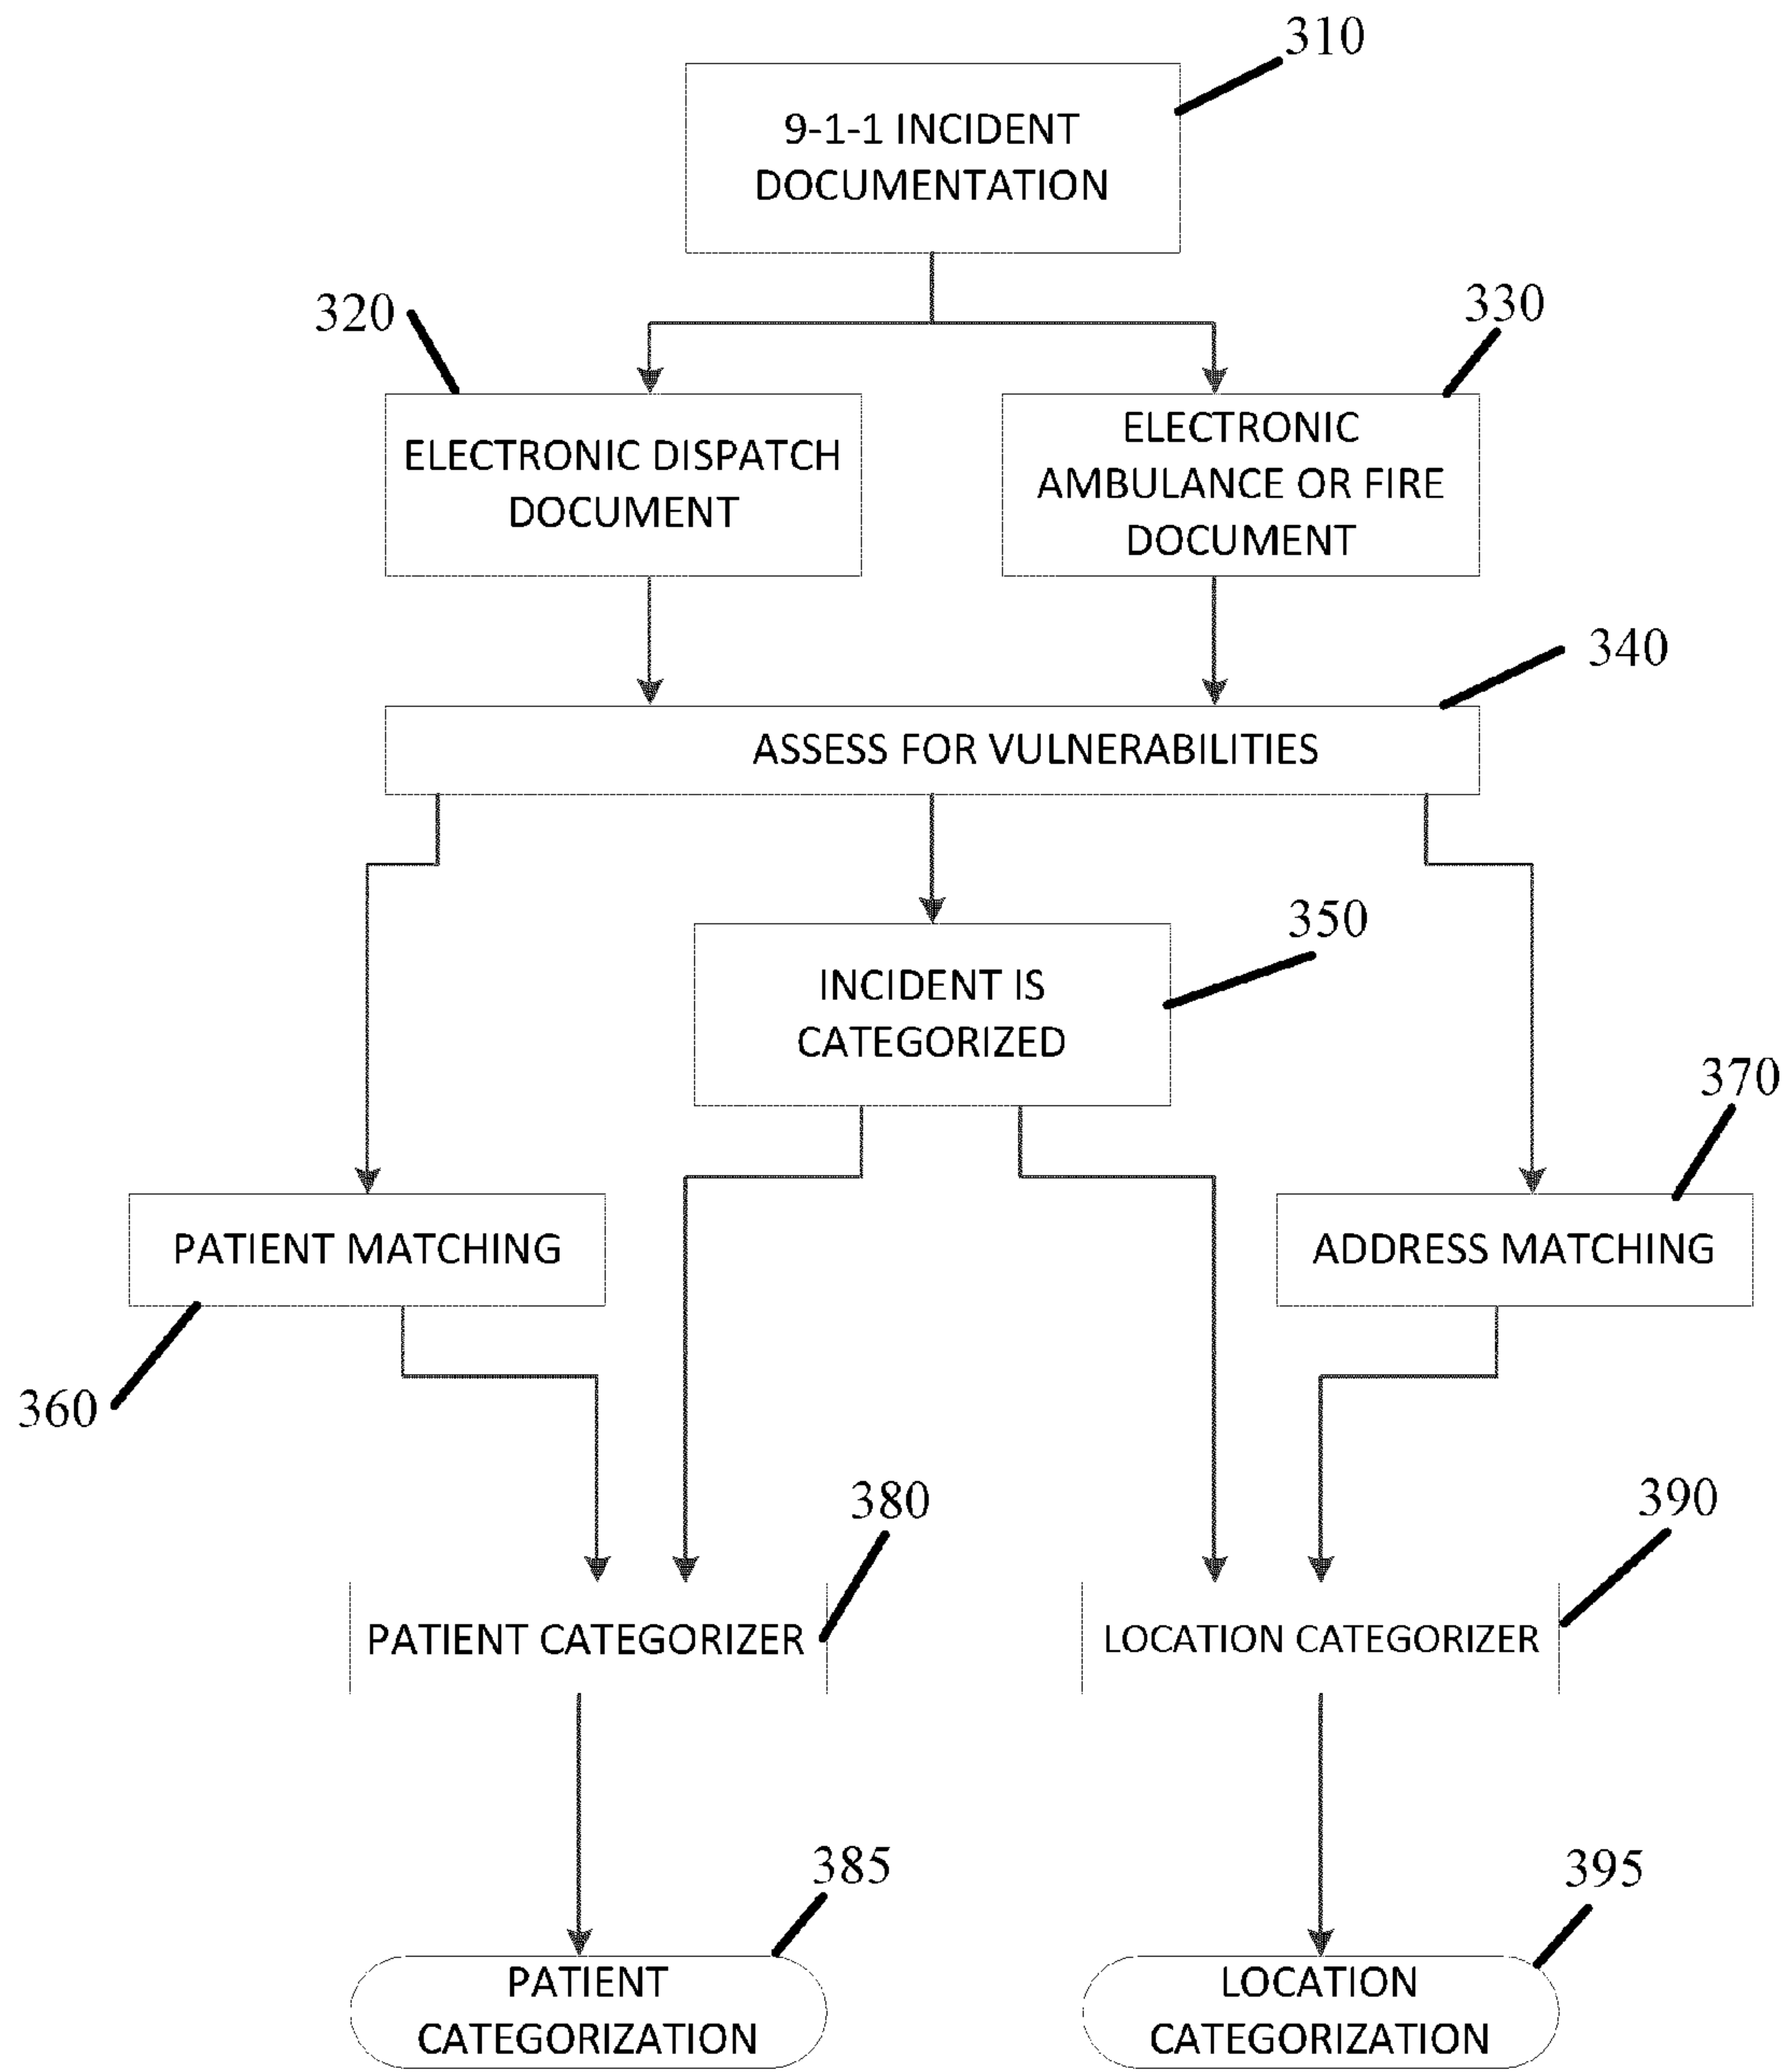 310
9-1-1 INCIDENT
DOCUMENTATION
320
330
ELECTRONIC DISPATCH
DOCUMENT
ELECTRONIC
AMBULANCE OR FIRE
DOCUMENT
340
ASSESS FOR VULNERABILITIES
350
INCIDENT IS
CATEGORIZED
370
PATIENT MATCHING
ADDRESS MATCHING
360
380
390
PATIENT CATEGORIZER
LOCATION CATEGORIZER
385
395
PATIENT
CATEGORIZATION
LOCATION
CATEGORIZATION